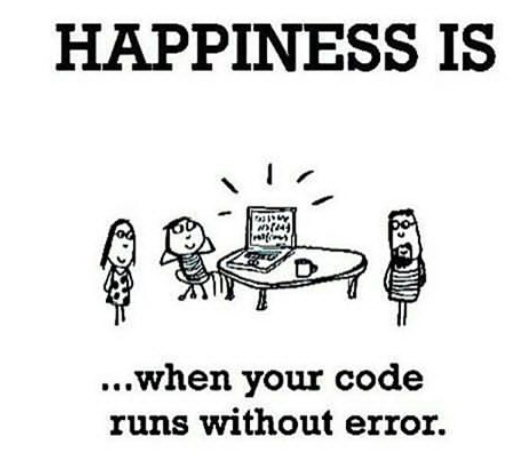 HAPPINESS IS
...when your code
runs without error.